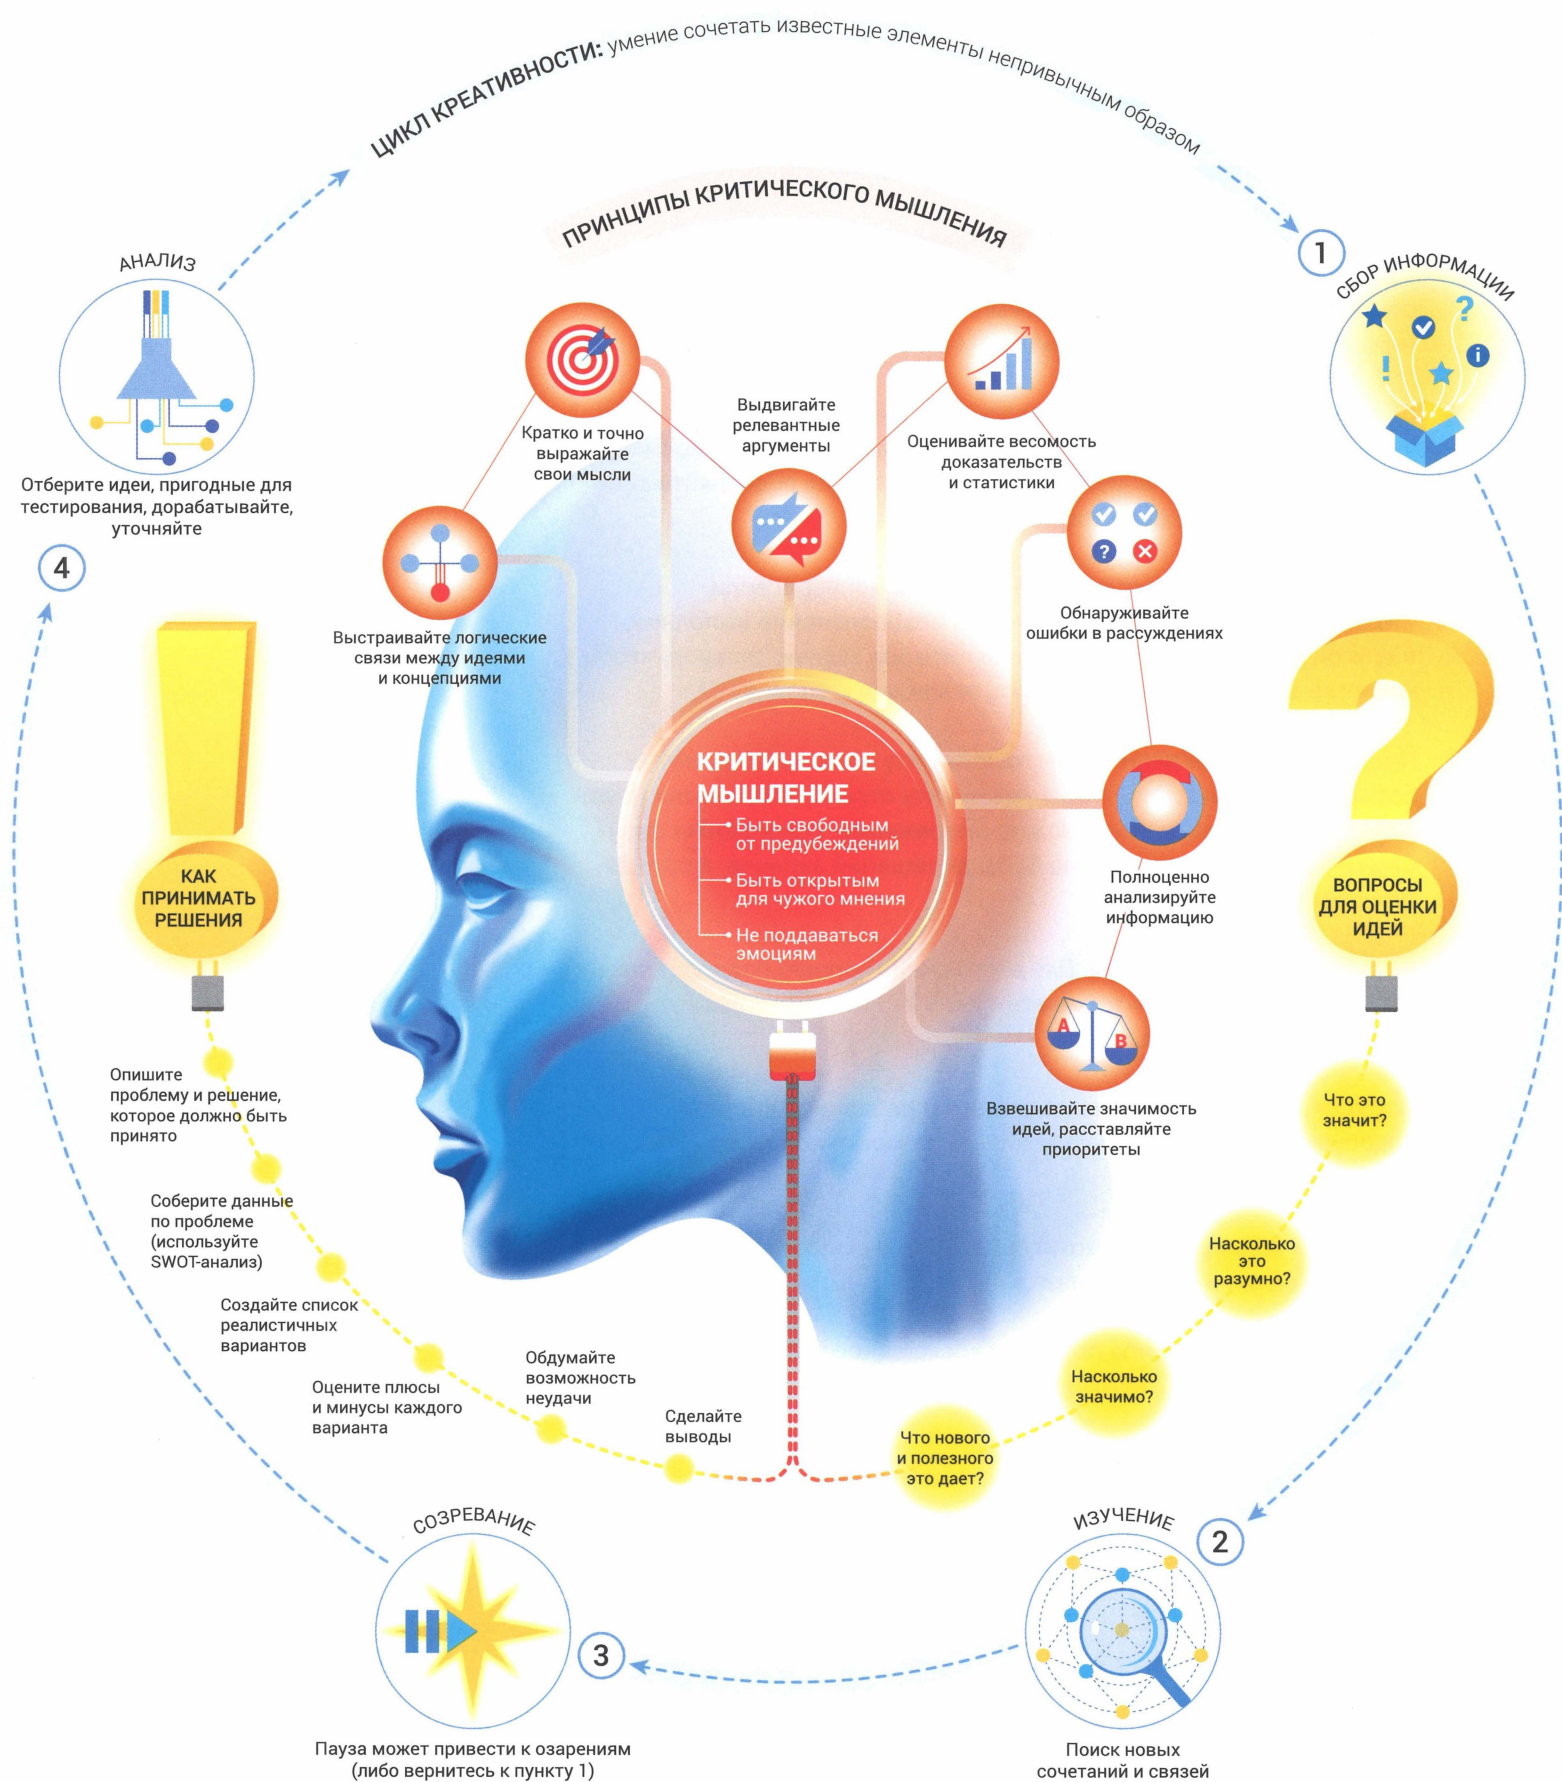 ЦИКЛ КРЕАТИВНОСТИ: умение сочетать известные элементы непривычным образом
ПРИНЦИПЫ КРИТИЧЕСКОГО МЫШЛЕНИЯ
1
СБОР ИНФОРМАЦИИ
?
!
i
АНАЛИЗ
Отберите идеи, пригодные для
тестирования, дорабатывайте,
уточняйте
4
Кратко и точно
выражайте
свои мысли
Выдвигайте
релевантные
аргументы
Оценивайте весомость
доказательств
и статистики
Выстраивайте логические
связи между идеями
и концепциями
?
Обнаруживайте
ошибки в рассуждениях
КРИТИЧЕСКОЕ
МЫШЛЕНИЕ
Быть свободным
от предубеждений
Быть открытым
для чужого мнения
Не поддаваться
эмоциям
Полноценно
анализируйте
информацию
A
B
Взвешивайте значимость
идей, расставляйте
приоритеты
!
КАК
ПРИНИМАТЬ
РЕШЕНИЯ
Опишите
проблему и решение,
которое должно быть
принято
Соберите данные
по проблеме
(используйте
SWOT-анализ)
Создайте список
реалистичных
вариантов
Оцените плюсы
и минусы каждого
варианта
Обдумайте
возможность
неудачи
Сделайте
выводы
?
ВОПРОСЫ
ДЛЯ ОЦЕНКИ
ИДЕЙ
Что это
значит?
Насколько
это
разумно?
Насколько
значимо?
Что нового
и полезного
это дает?
ИЗУЧЕНИЕ
2
Поиск новых
сочетаний и связей
СОЗРЕВАНИЕ
3
Пауза может привести к озарениям
(либо вернитесь к пункту 1)